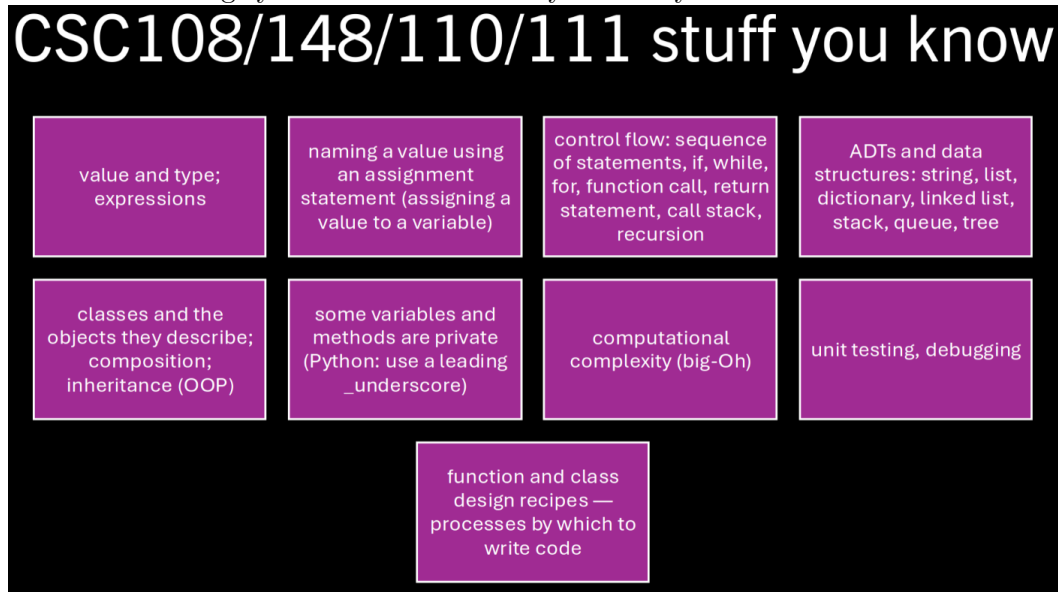 CSC108/148/110/111 stuff you know
value and type;
expressions
naming a value using
an assignment
statement (assigning a
value to a variable)
control flow: sequence
of statements, if, while,
for, function call, return
statement, call stack,
recursion
ADTs and data
structures: string, list,
dictionary, linked list,
stack, queue, tree
classes and the
objects they describe;
composition;
inheritance (OOP)
some variables and
methods are private
(Python: use a leading
_underscore)
computational
complexity (big-Oh)
unit testing, debugging
function and class
design recipes —
processes by which to
write code